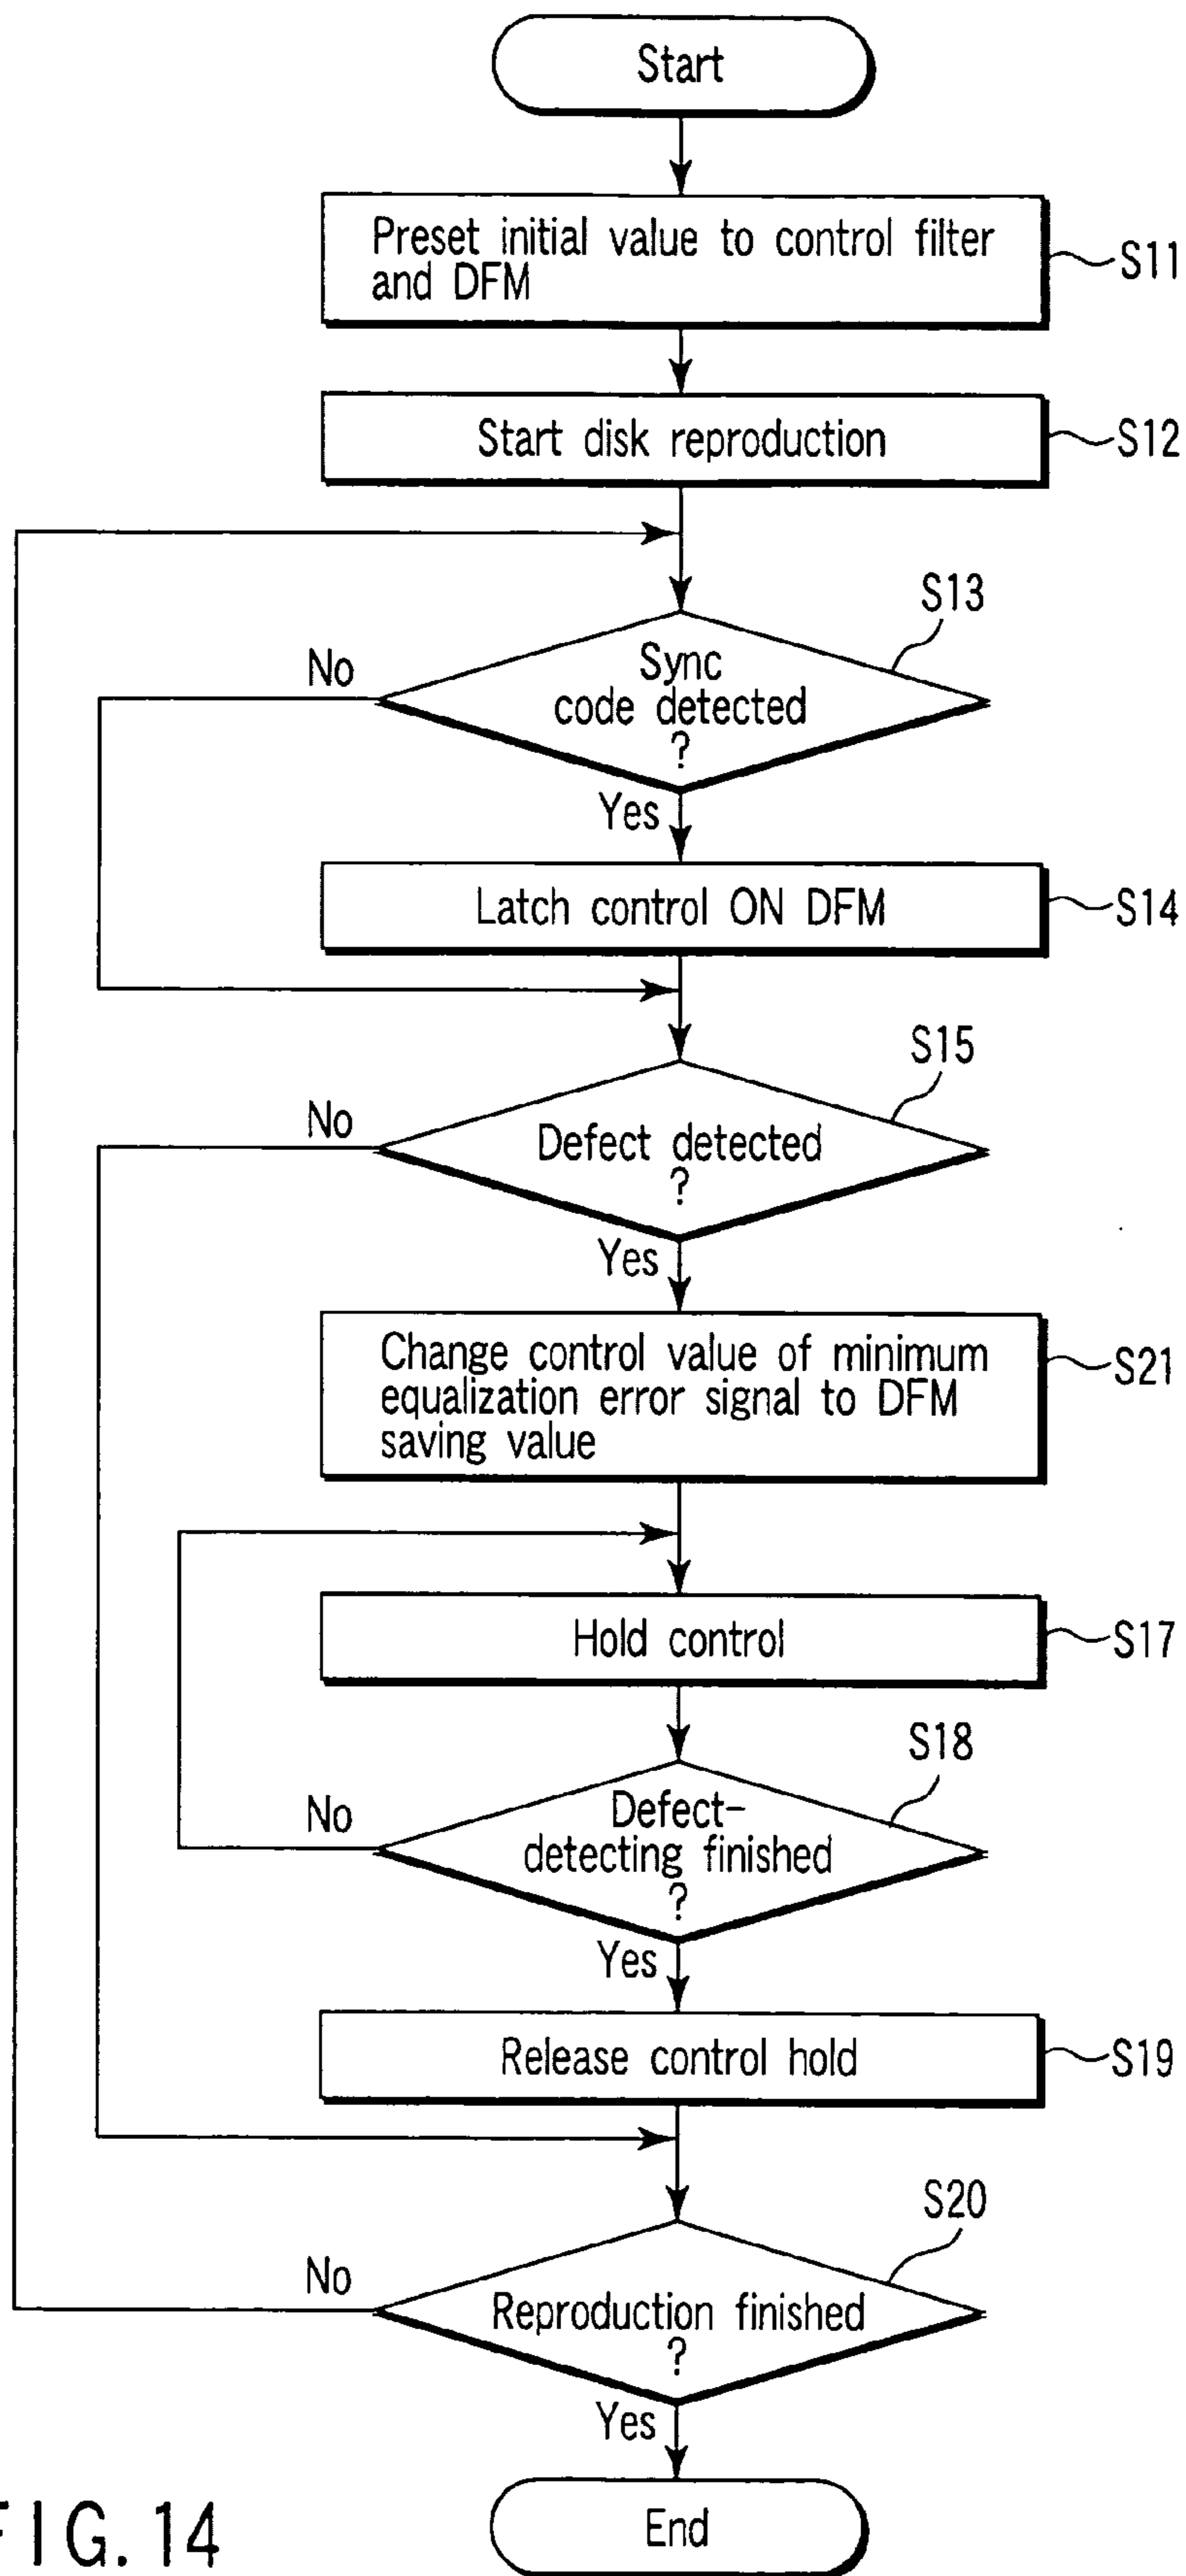 Start
Preset initial value to control filter
and DFM
S11
Start disk reproduction
S12
S13
No
Sync
code detected
?
Yes
Latch control ON DFM
S14
S15
No
Defect detected
?
Yes
Change control value of minimum
equalization error signal to DFM
saving value
S21
Hold control
S17
S18
No
Defect-
detecting finished
?
Yes
Release control hold
S19
S20
No
Reproduction finished
?
Yes
End
FIG. 14